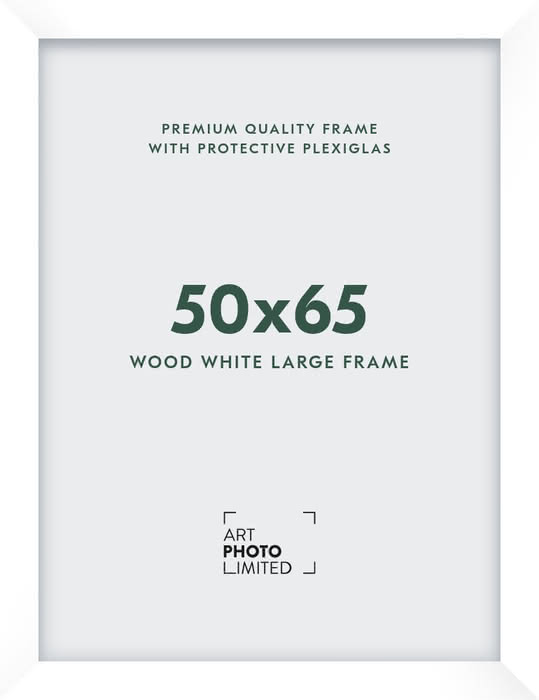 PREMIUM QUALITY FRAME
WITH PROTECTIVE PLEXIGLAS
50x65
WOOD WHITE LARGE FRAME
ART
PHOTO
LIMITED